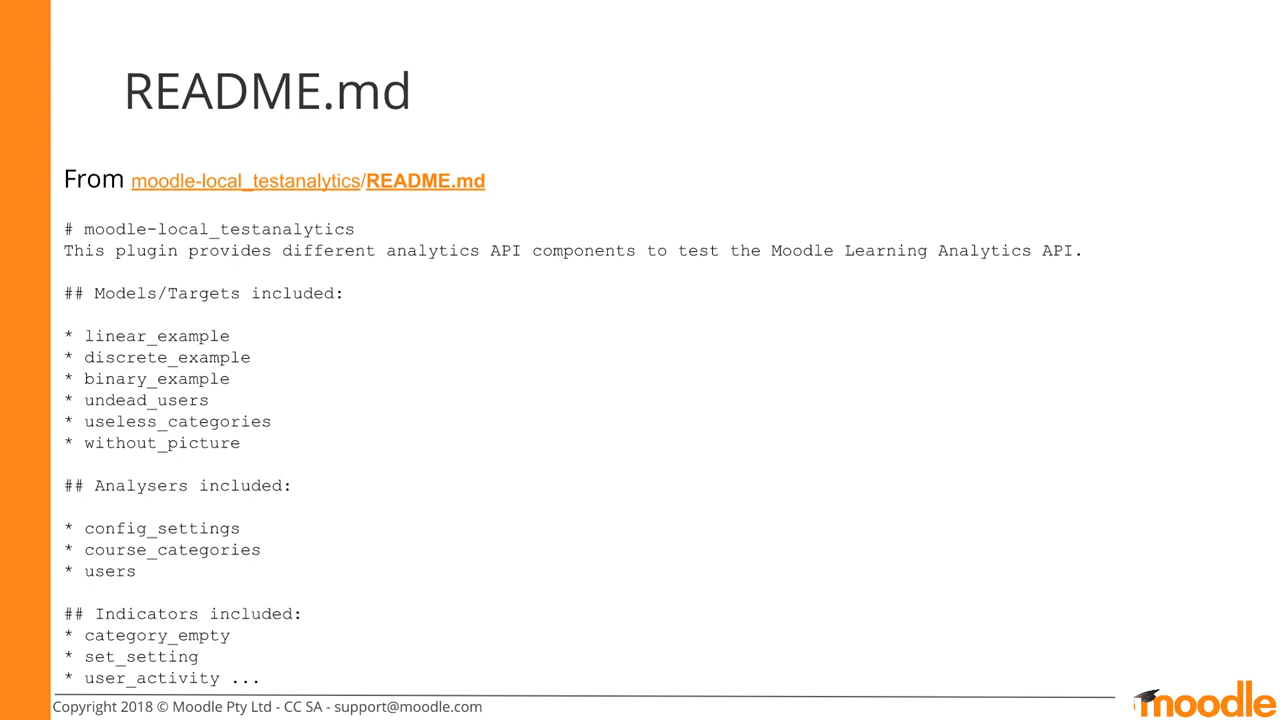 README.md
From moodle-local_testanalytics/README.md
# moodle-local_testanalytics
This plugin provides different analytics API components to test the Moodle Learning Analytics API.
## Models/Targets included:
* linear_example
* discrete_example
* binary_example
* undead_users
* useless_categories
* without_picture
## Analysers included:
* config_settings
* course_categories
* users
## Indicators included:
* category_empty
* set_setting
* user_activity ...
Copyright 2018 © Moodle Pty Ltd - CC SA - support@moodle.com
moodle